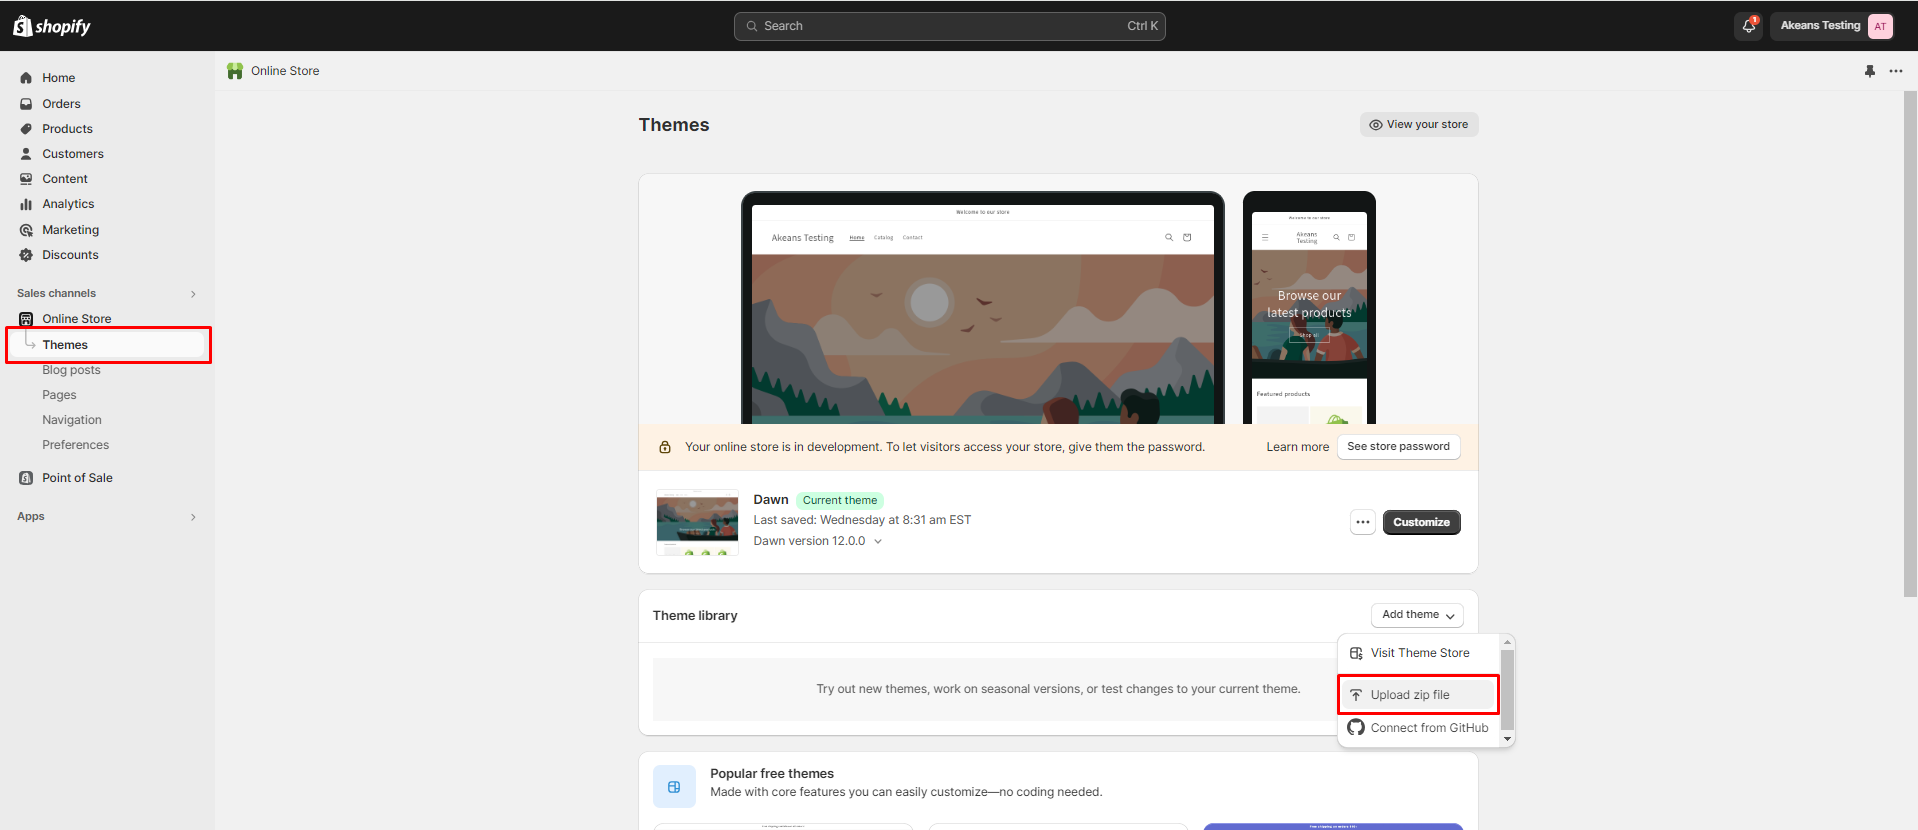 shopify
Search
Ctrl K
1
Akeans Testing
AT
Home
Orders
Products
Customers
Content
Analytics
Marketing
Discounts
Sales channels
Online Store
Themes
Blog posts
Pages
Navigation
Preferences
Point of Sale
Apps
Online Store
Themes
View your store
Welcome to our store
Akeans Testing
Home
Catalog
Contact
Welcome to our store
Akeans
Testing
Browse our
latest products
Shop all
Featured products
Your online store is in development. To let visitors access your store, give them the password.
Learn more
See store password
Dawn
Current theme
Last saved: Wednesday at 8:31 am EST
Dawn version 12.0.0
Customize
Theme library
Add theme
Visit Theme Store
Try out new themes, work on seasonal versions, or test changes to your current theme.
Upload zip file
Connect from GitHub
Popular free themes
Made with core features you can easily customize—no coding needed.